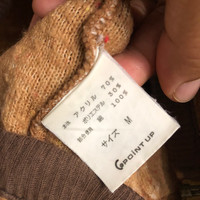 本体 アクリル 70%
ポリエステル 30%
別布 綿 100%
サイズ M
POINT UP